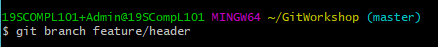 19SCOMPL101+Admin@19SCompL101 MINGW64 ~/GitWorkshop (master)
$ git branch feature/header